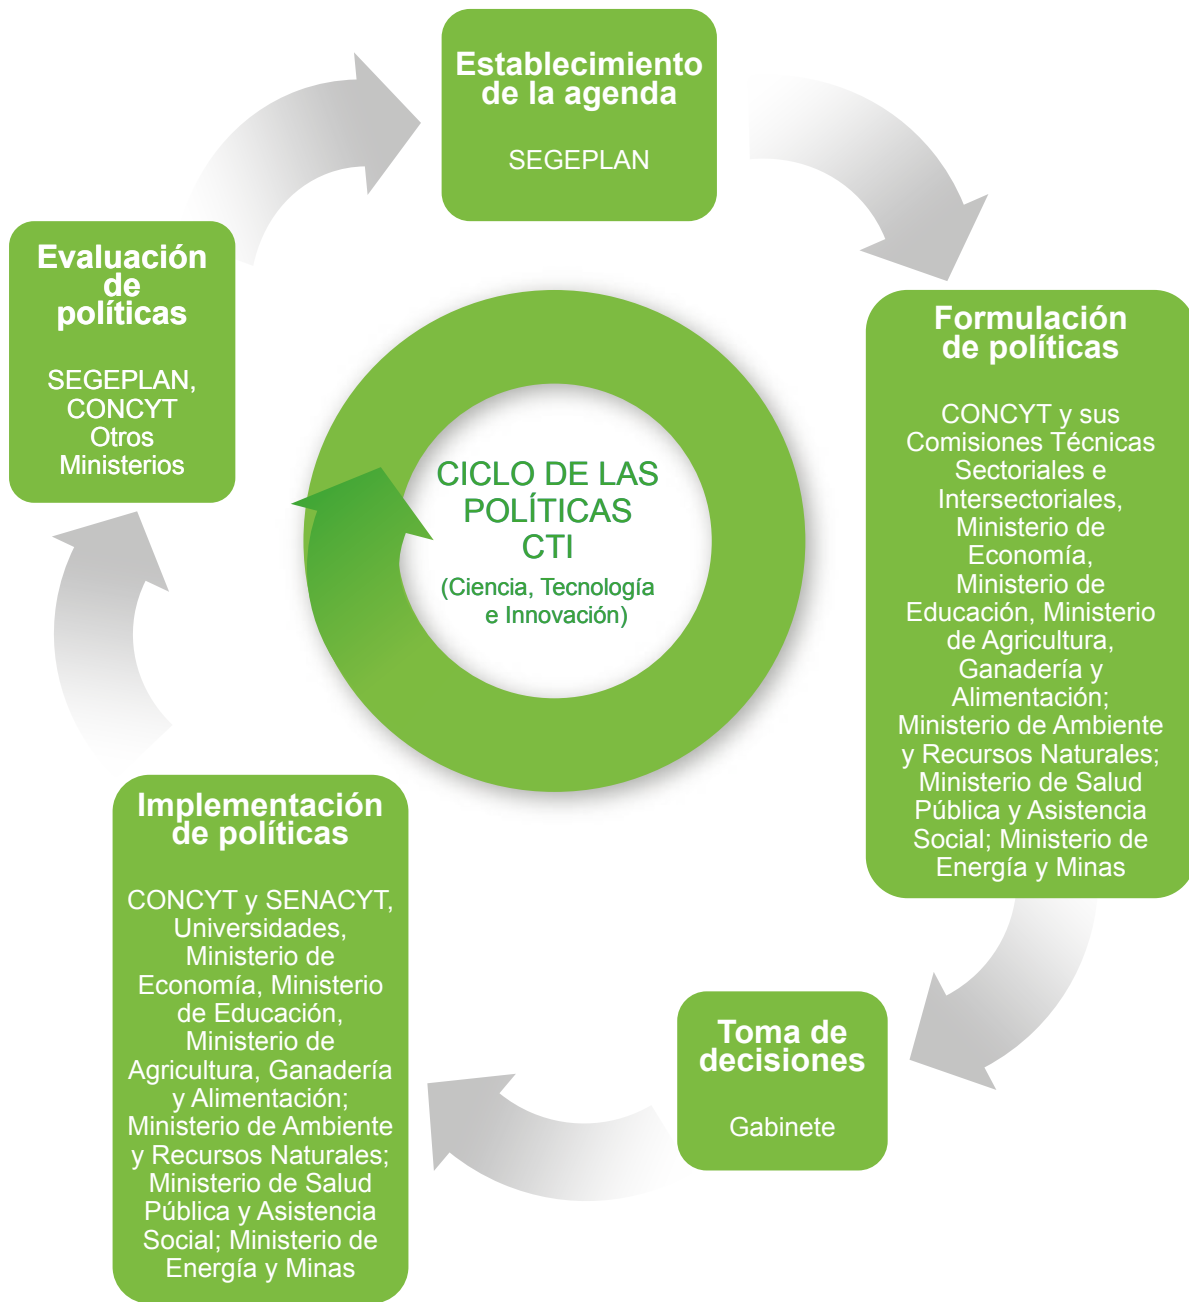 Establecimiento
de la agenda
SEGEPLAN
Formulación
de políticas
CONCYT y sus
Comisiones Técnicas
Sectoriales e
Intersectoriales,
Ministerio de
Economía,
Ministerio de
Educación, Ministerio
de Agricultura,
Ganadería y
Alimentación;
Ministerio de Ambiente
y Recursos Naturales;
Ministerio de Salud
Pública y Asistencia
Social; Ministerio de
Energía y Minas
Toma de
decisiones
Gabinete
Implementación
de políticas
CONCYT y SENACYT,
Universidades,
Ministerio de
Economía, Ministerio
de Educación,
Ministerio de
Agricultura, Ganadería
y Alimentación;
Ministerio de Ambiente
y Recursos Naturales;
Ministerio de Salud
Pública y Asistencia
Social; Ministerio de
Energía y Minas
Evaluación
de
políticas
SEGEPLAN,
CONCYT
Otros
Ministerios
CICLO DE LAS
POLÍTICAS
CTI
(Ciencia, Tecnología
e Innovación)